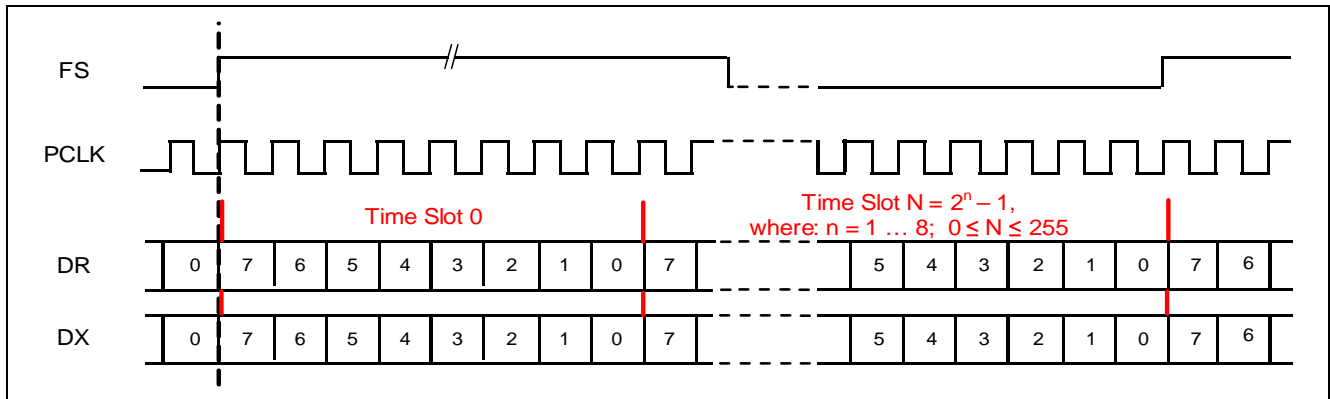 FS
PCLK
Time Slot 0
Time Slot N = 2ⁿ – 1,
where: n = 1 … 8; 0 ≤ N ≤ 255
DR 0 7 6 5 4 3 2 1 0 7 5 4 3 2 1 0 7 6
DX 0 7 6 5 4 3 2 1 0 7 5 4 3 2 1 0 7 6